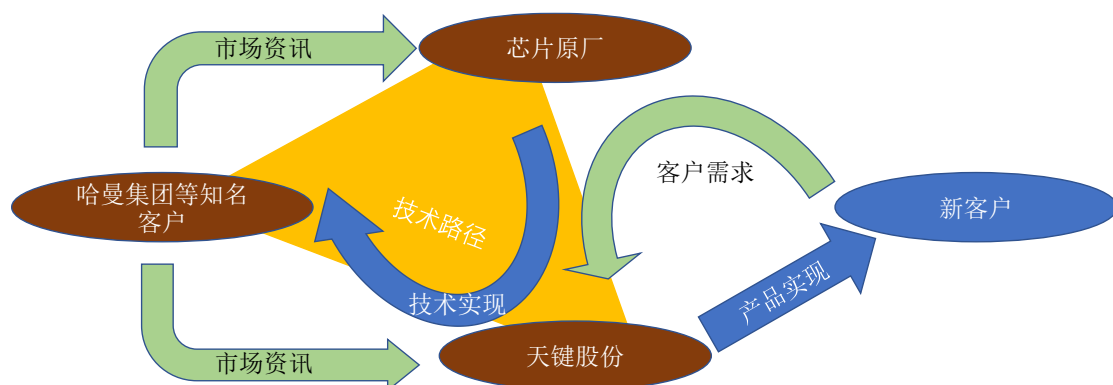 市场资讯
芯片原厂
客户需求
哈曼集团等知名
客户
新客户
技术路径
技术实现
产品实现
天键股份
市场资讯